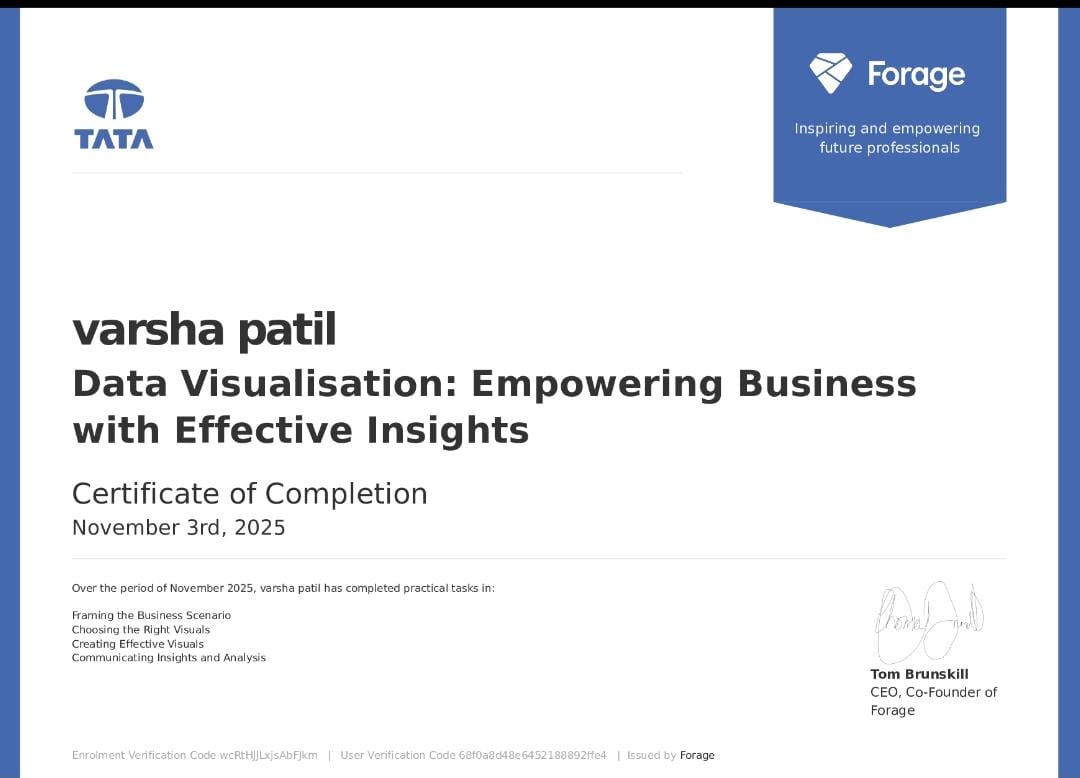 TATA
Forage
Inspiring and empowering
future professionals
varsha patil
Data Visualisation: Empowering Business
with Effective Insights
Certificate of Completion
November 3rd, 2025
Over the period of November 2025, varsha patil has completed practical tasks in:
Framing the Business Scenario
Choosing the Right Visuals
Creating Effective Visuals
Communicating Insights and Analysis
Tom Brunskill
CEO, Co-Founder of
Forage
Enrolment Verification Code wcRtHJJLxjsAbFJkm | User Verification Code 68f0a8d48e6452188892ffe4 | Issued by Forage